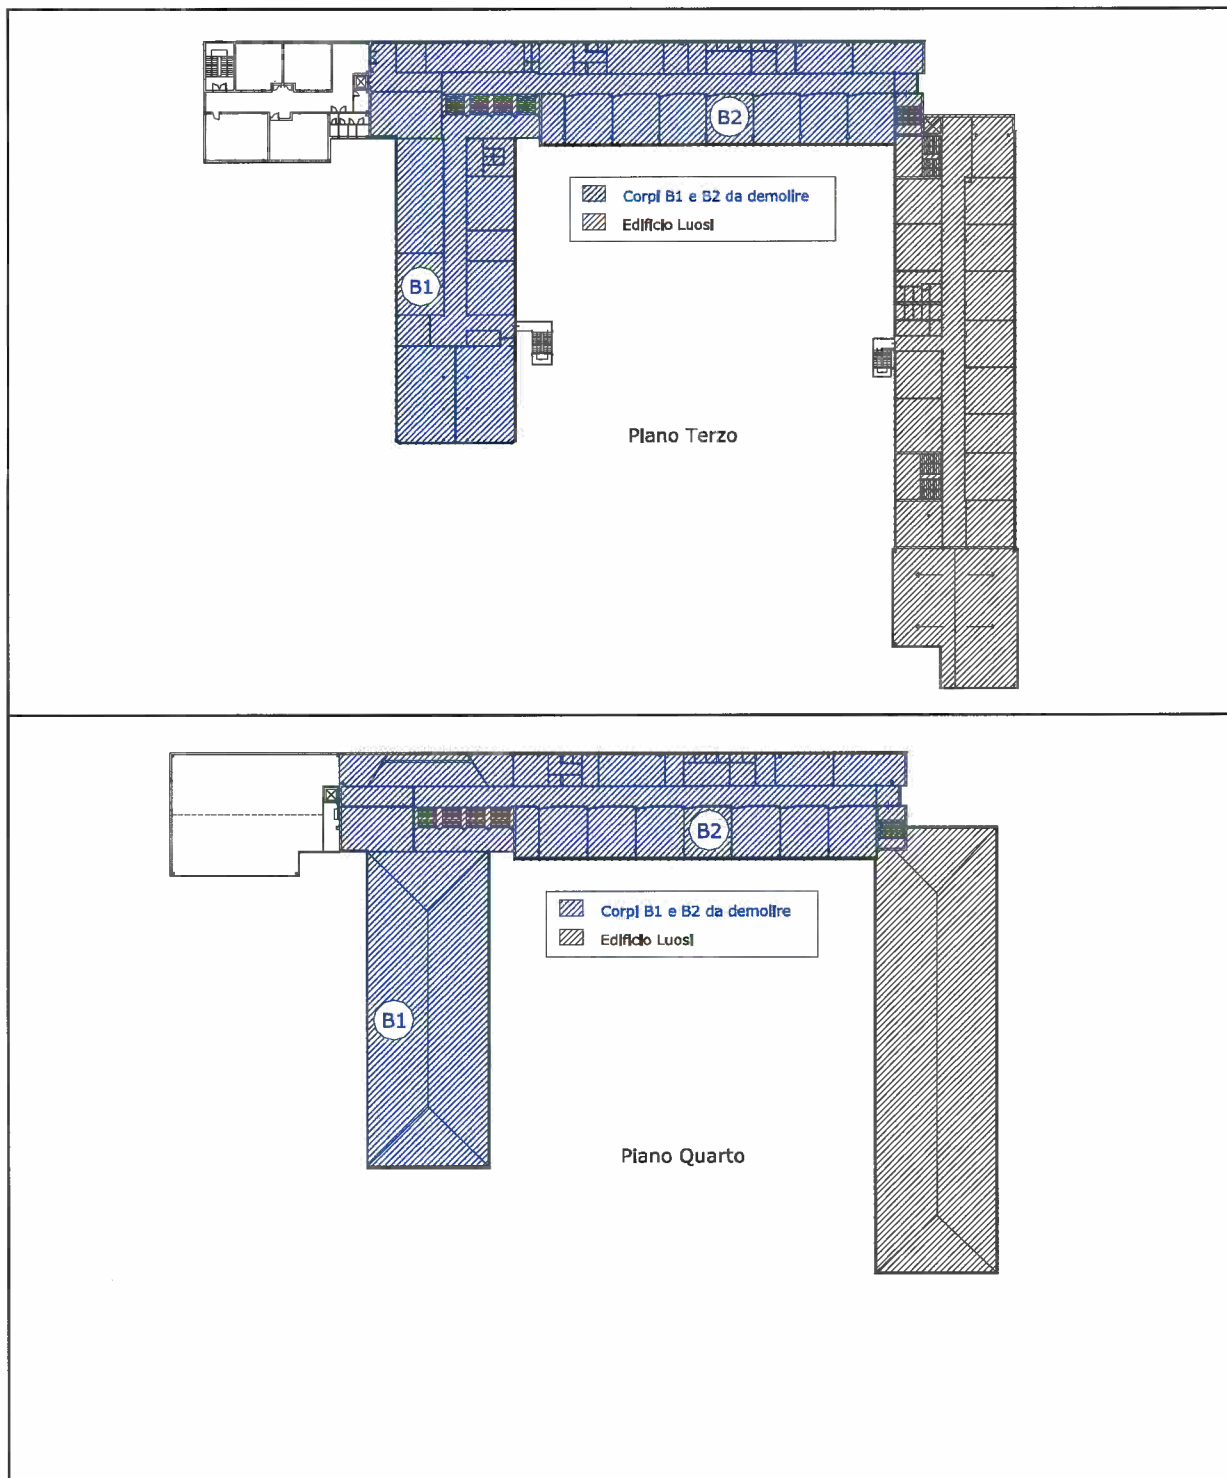 B2
Corpi B1 e B2 da demolire
Edificio Luosi
B1
Piano Terzo
B2
Corpi B1 e B2 da demolire
Edificio Luosi
B1
Piano Quarto